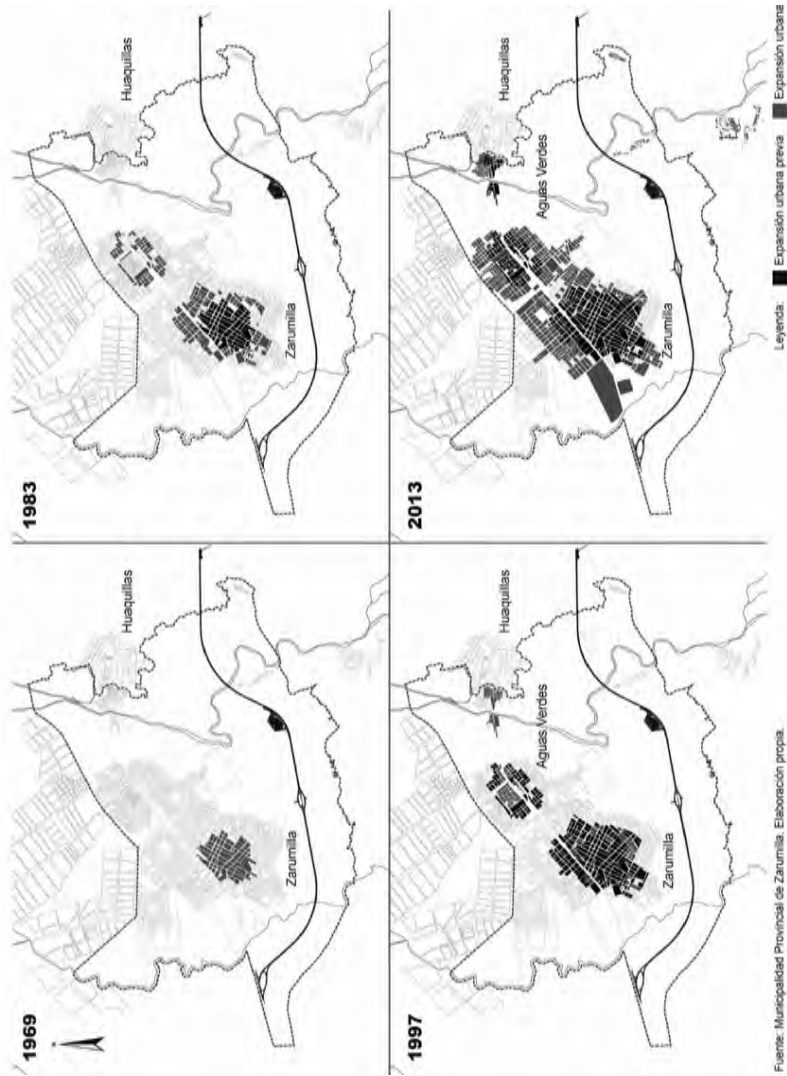 1969
Huaquillas
Zarumilla
1983
Huaquillas
Zarumilla
1997
Huaquillas
Aguas Verdes
Zarumilla
2013
Huaquillas
Aguas Verdes
Zarumilla
Fuente: Municipalidad Provincial de Zarumilla. Elaboración propia.
Leyenda: Expansión urbana previa Expansión urbana